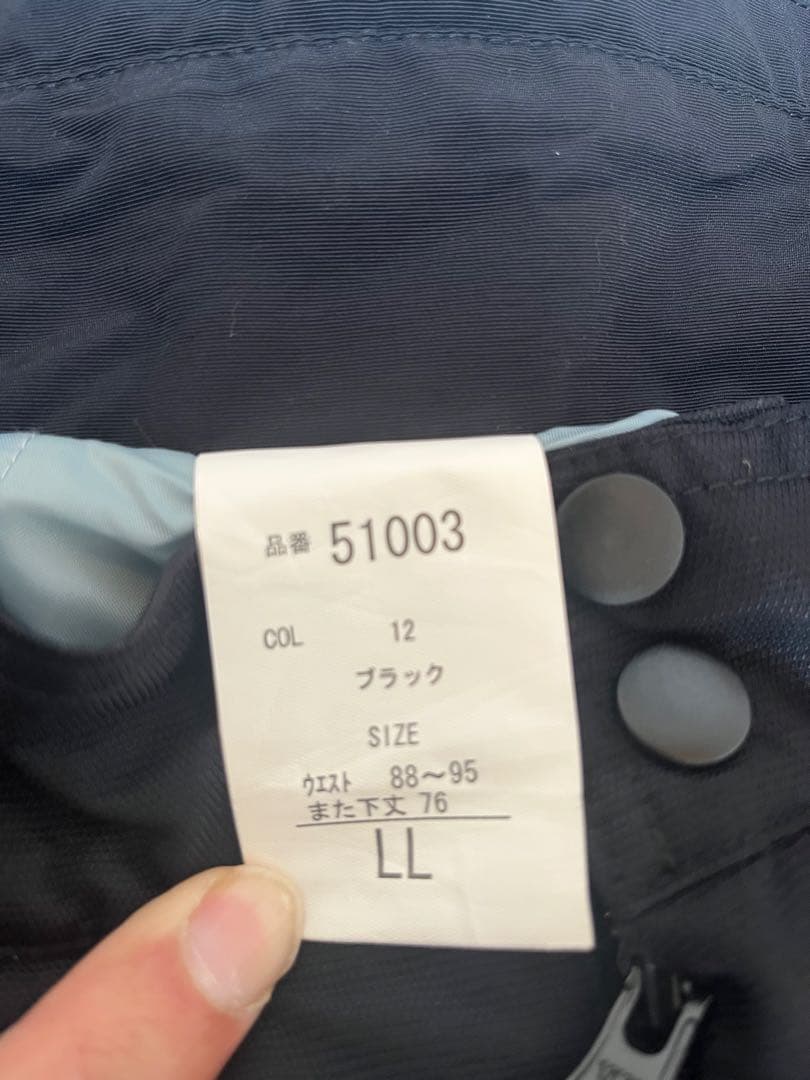 品番 51003
COL 12
ブラック
SIZE
ｳｴｽﾄ 88～95
また下丈 76
LL